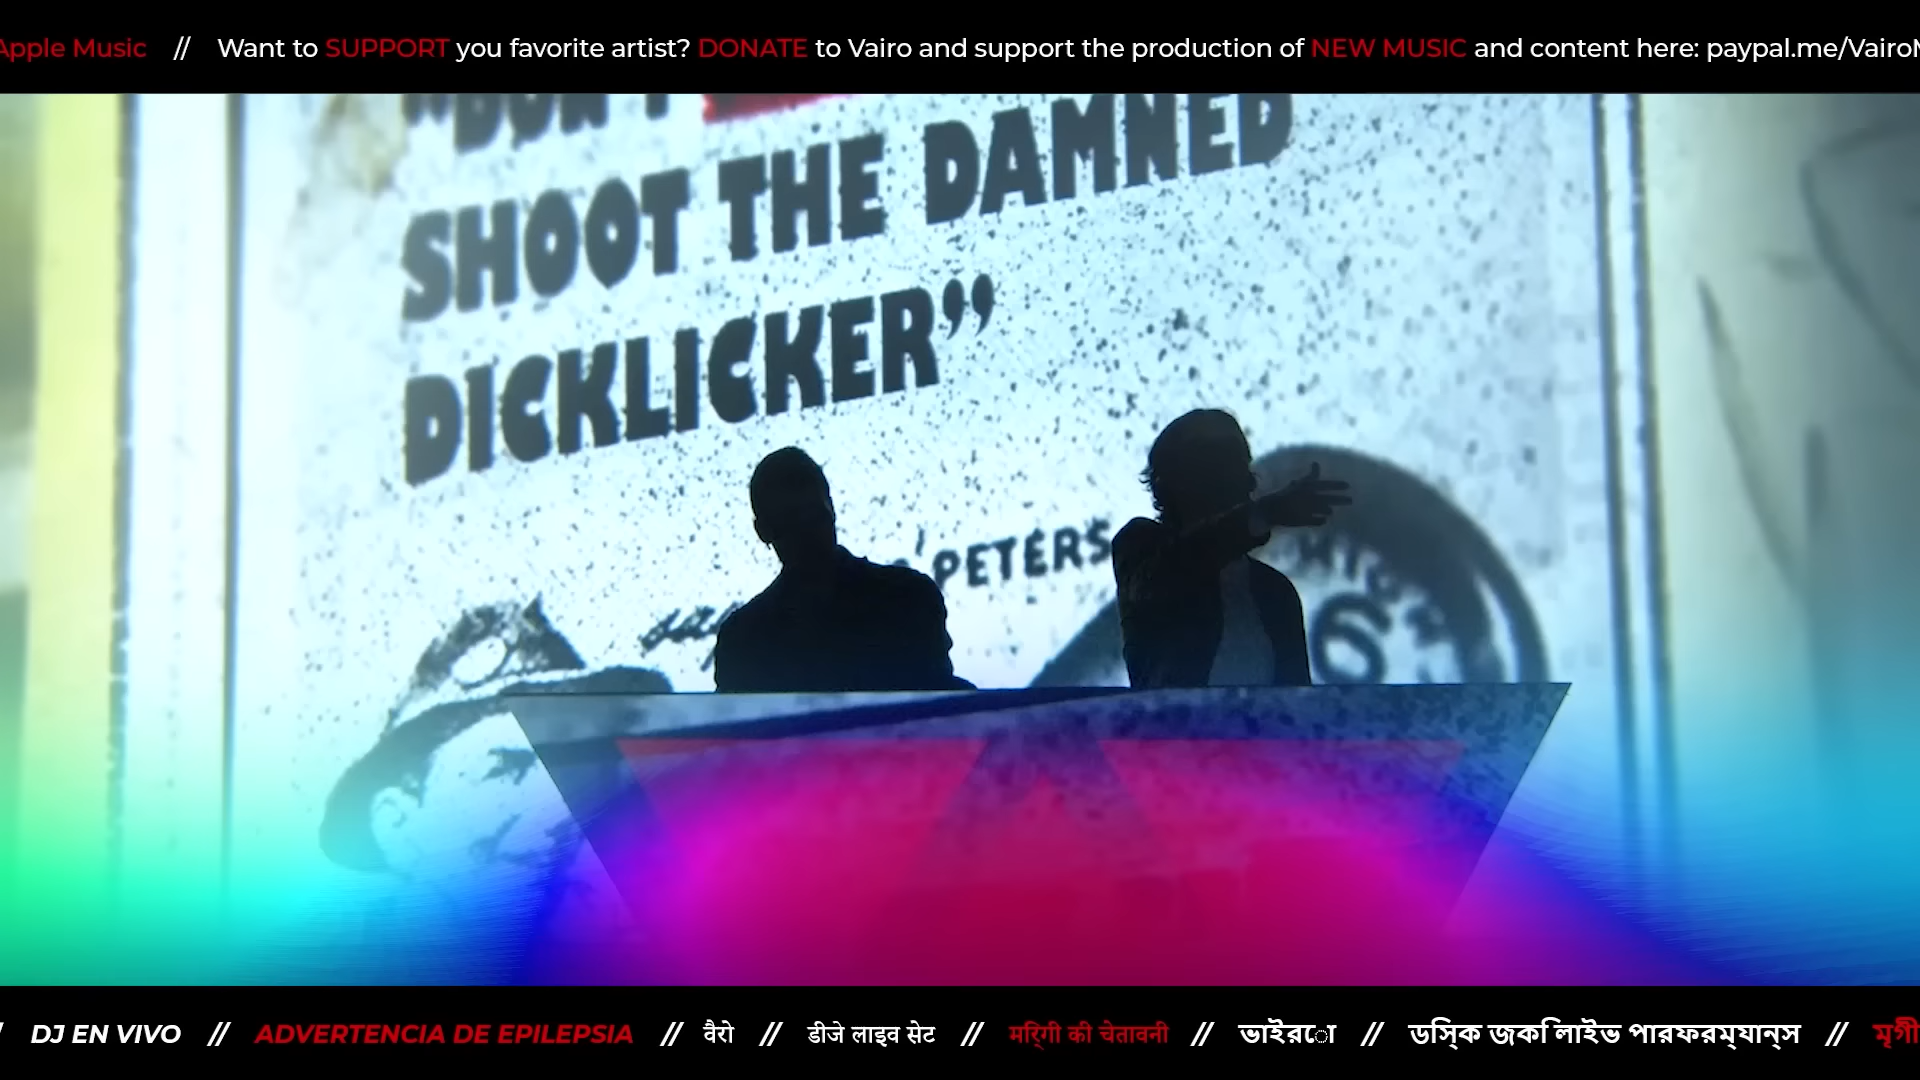 Apple Music // Want to SUPPORT you favorite artist? DONATE to Vairo and support the production of NEW MUSIC and content here: paypal.me/Vairo
"DON'T
SHOOT THE DAMNED
DICKLICKER”
PETERS
6
DJ EN VIVO // ADVERTENCIA DE EPILEPSIA // वैरो // डीजे लाइव सेट // मिर्गी की चेतावनी // ভাইরো // ডিস্ক জকি লাইভ পারফরম্যান্স // মৃগী